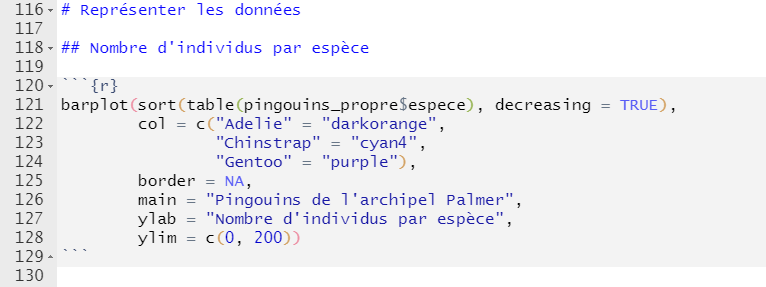 116 # Représenter les données
117
118 ## Nombre d'individus par espèce
119
120 ```{r}
121 barplot(sort(table(pingouins_propre$espece), decreasing = TRUE),
122         col = c("Adelie" = "darkorange",
123                 "Chinstrap" = "cyan4",
124                 "Gentoo" = "purple"),
125         border = NA,
126         main = "Pingouins de l'archipel Palmer",
127         ylab = "Nombre d'individus par espèce",
128         ylim = c(0, 200))
129 ```
130